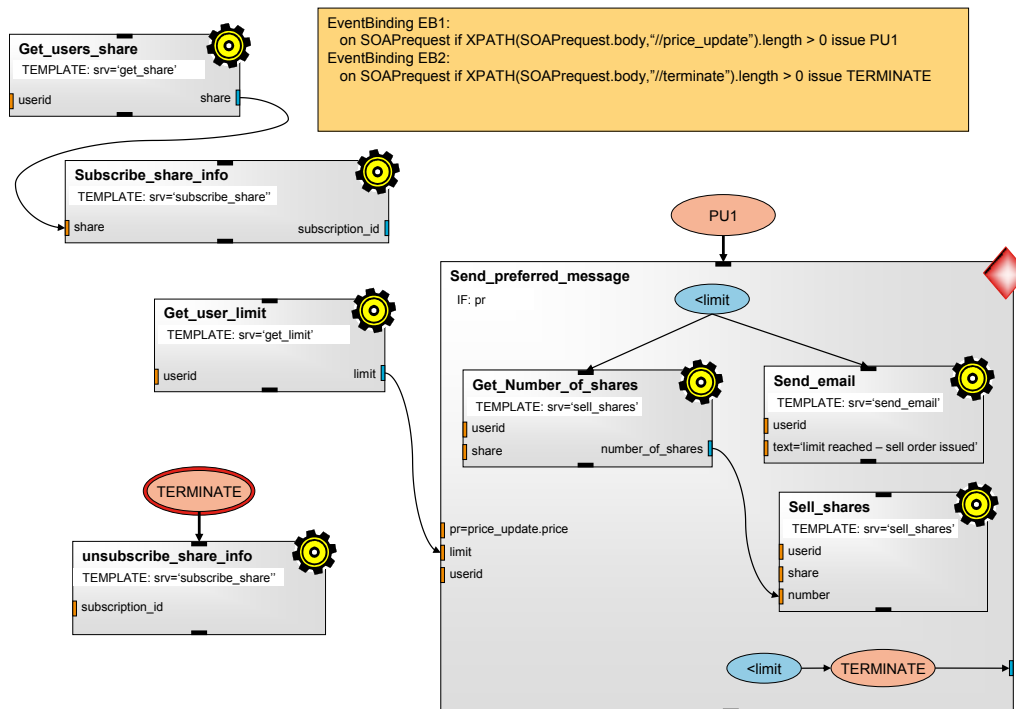 EventBinding EB1:
on SOAPrequest if XPATH(SOAPrequest.body,“//price_update”).length > 0 issue PU1
EventBinding EB2:
on SOAPrequest if XPATH(SOAPrequest.body,”//terminate”).length > 0 issue TERMINATE
Get_users_share
TEMPLATE: srv=‘get_share’
userid
share
Subscribe_share_info
TEMPLATE: srv=‘subscribe_share’’
share
subscription_id
PU1
Send_preferred_message
IF: pr
<limit
Get_user_limit
TEMPLATE: srv=‘get_limit’
userid
limit
Get_Number_of_shares
TEMPLATE: srv=‘sell_shares’
userid
share
number_of_shares
Send_email
TEMPLATE: srv=‘send_email’
userid
text=‘limit reached – sell order issued’
TERMINATE
Sell_shares
TEMPLATE: srv=‘sell_shares’
userid
share
number
pr=price_update.price
limit
userid
unsubscribe_share_info
TEMPLATE: srv=‘subscribe_share’’
subscription_id
<limit
TERMINATE